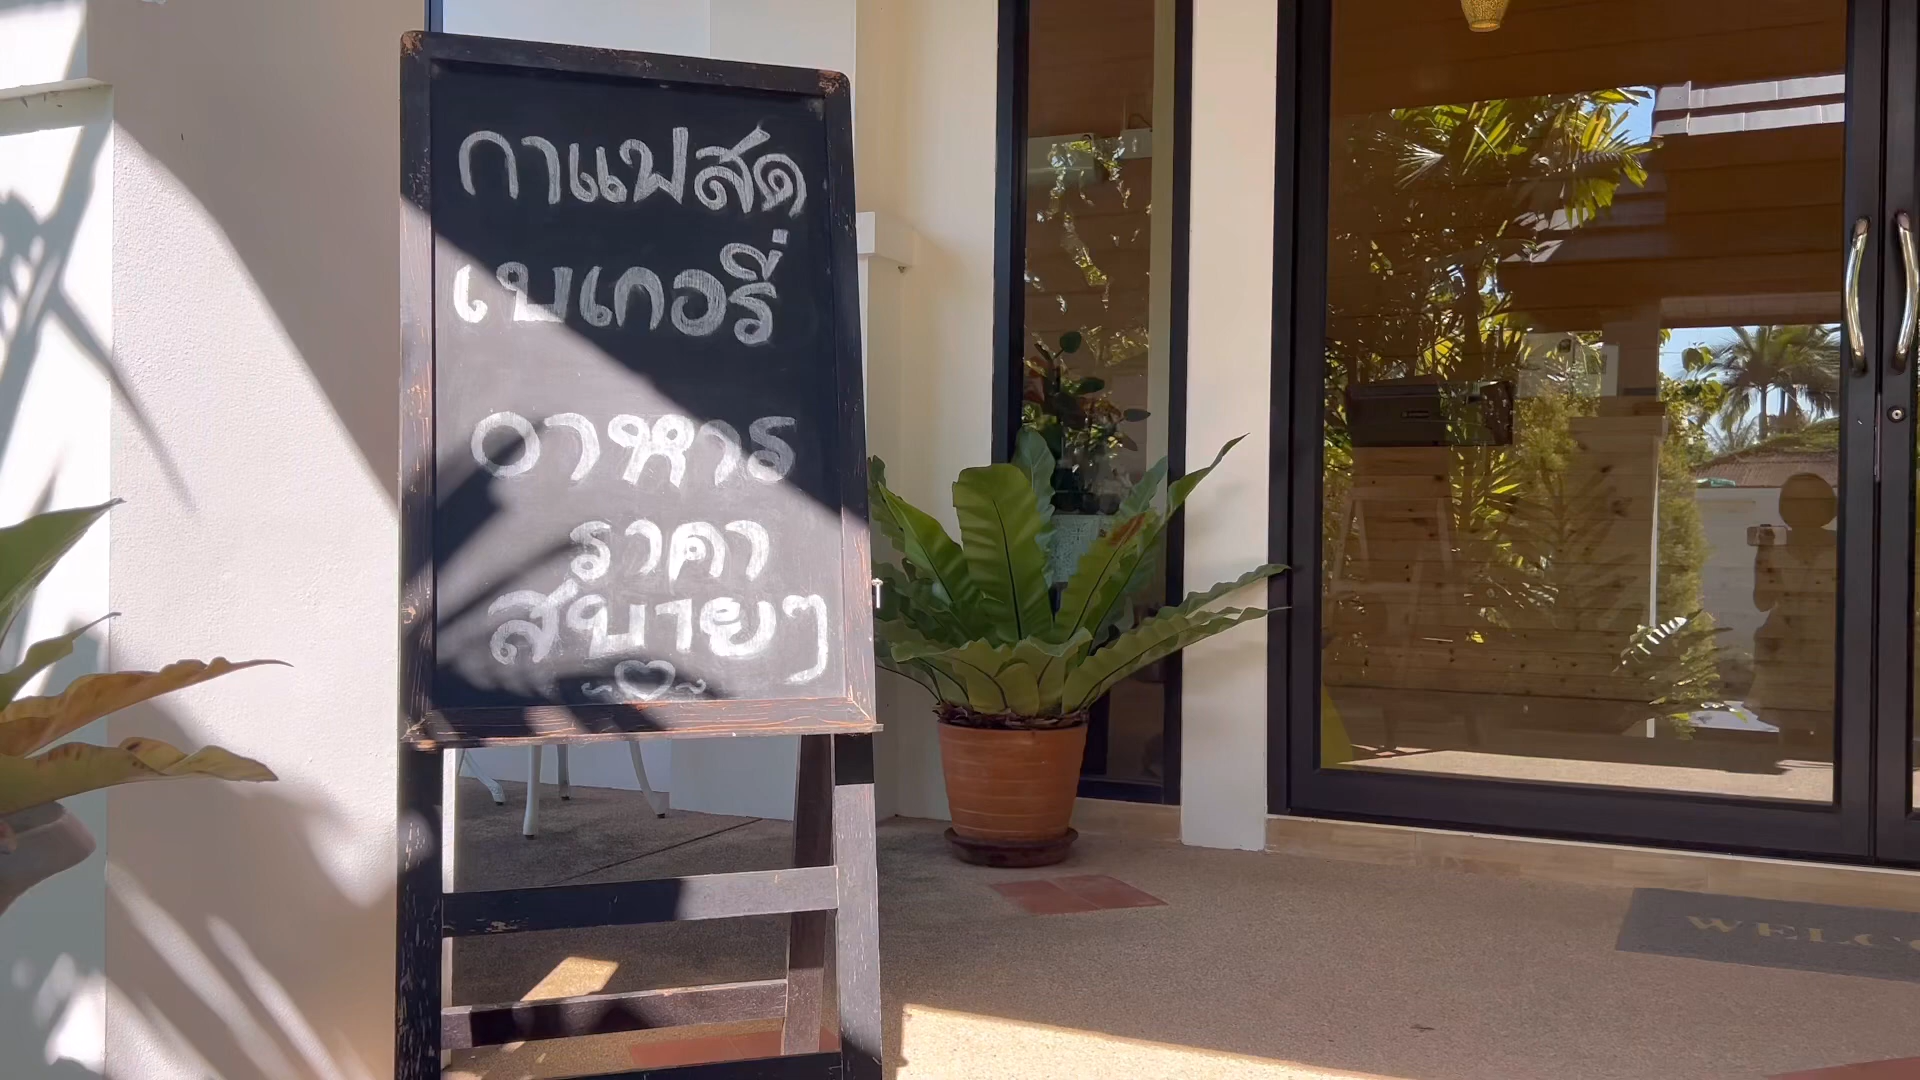 กาแฟสด
เบเกอรี่
อาหาร
ราคา
สบายๆ